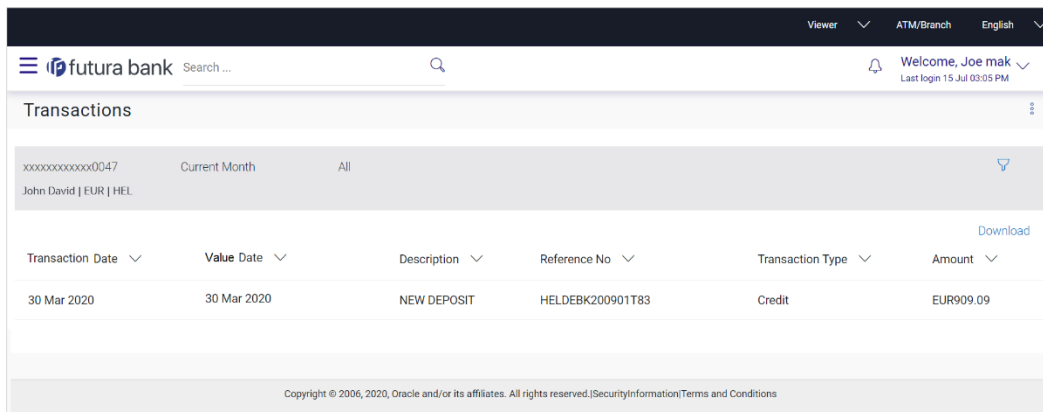 Viewer ATM/Branch English
futura bank Search ... Welcome, Joe mak
Last login 15 Jul 03:05 PM
Transactions
xxxxxxxxxxxx0047 Current Month All
John David | EUR | HEL
Download
Transaction Date Value Date Description Reference No Transaction Type Amount
30 Mar 2020 30 Mar 2020 NEW DEPOSIT HELDEBK200901T83 Credit EUR909.09
Copyright © 2006, 2020, Oracle and/or its affiliates. All rights reserved.|SecurityInformation|Terms and Conditions